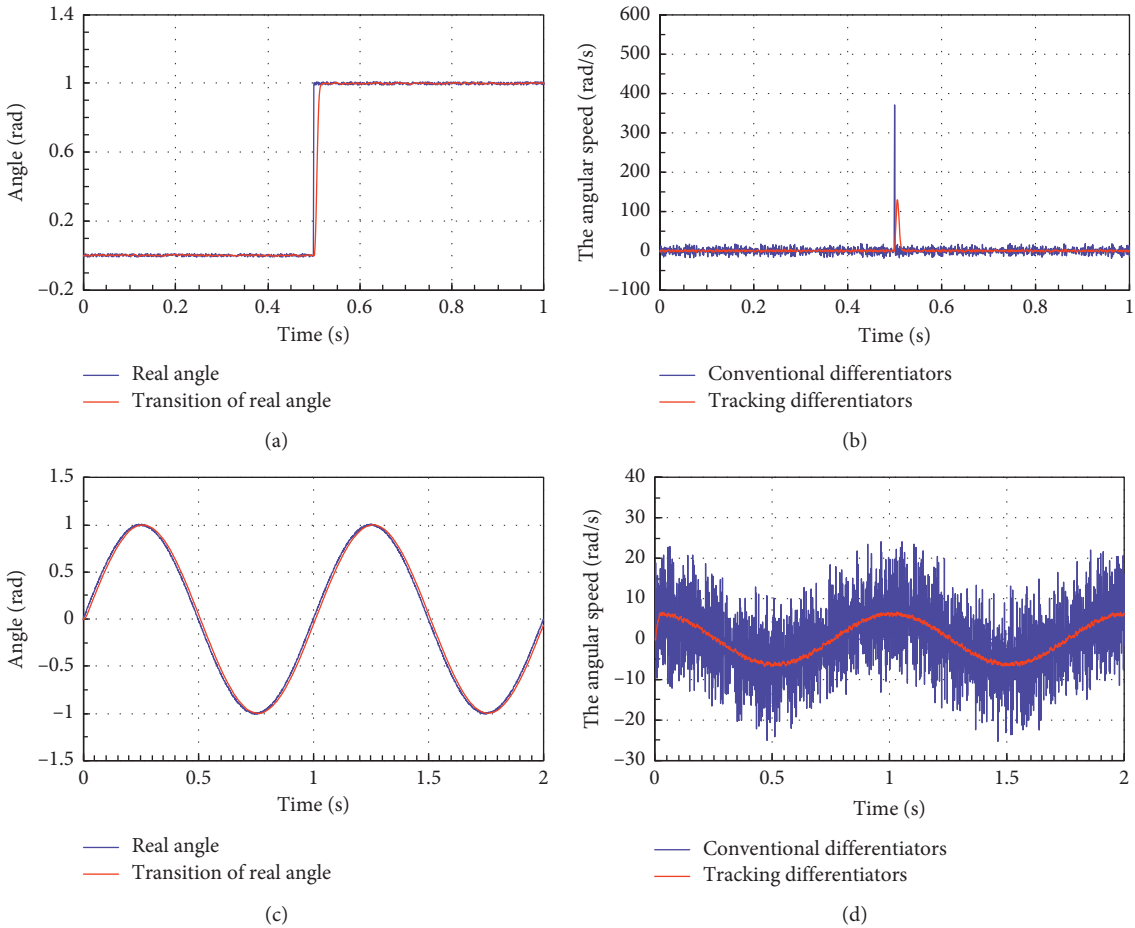 1.4
1
0.6
0.2
−0.2
Angle (rad)
0
0.2
0.4
0.6
0.8
1
Time (s)
Real angle
Transition of real angle
(a)
600
500
400
300
200
100
0
−100
The angular speed (rad/s)
0
0.2
0.4
0.6
0.8
1
Time (s)
Conventional differentiators
Tracking differentiators
(b)
1.5
1
0.5
0
−0.5
−1
−1.5
Angle (rad)
0
0.5
1
1.5
2
Time (s)
Real angle
Transition of real angle
(c)
40
30
20
10
0
−10
−20
−30
The angular speed (rad/s)
0
0.5
1
1.5
2
Time (s)
Conventional differentiators
Tracking differentiators
(d)